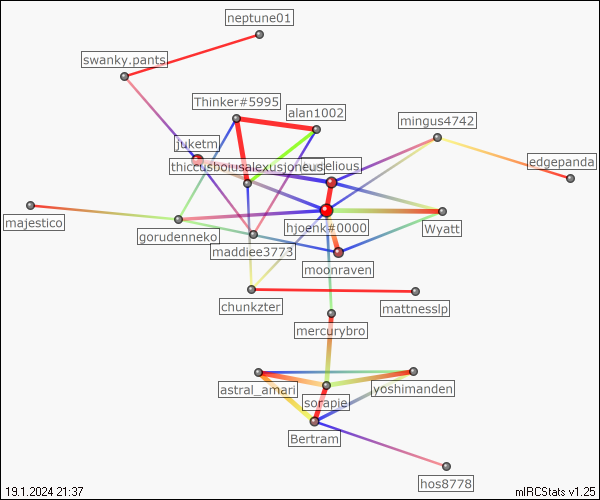 neptune01
swanky.pants
Thinker#5995
alan1002
mingus4742
juketm
edgepanda
majestico
gorudenneko
hjoenk#0000
Wyatt
maddiee3773
moonraven
chunkzter
mattnesslp
mercurybro
astral_amari
yoshimanden
sorapie
Bertram
hos8778
19.1.2024 21:37
mIRCStats v1.25